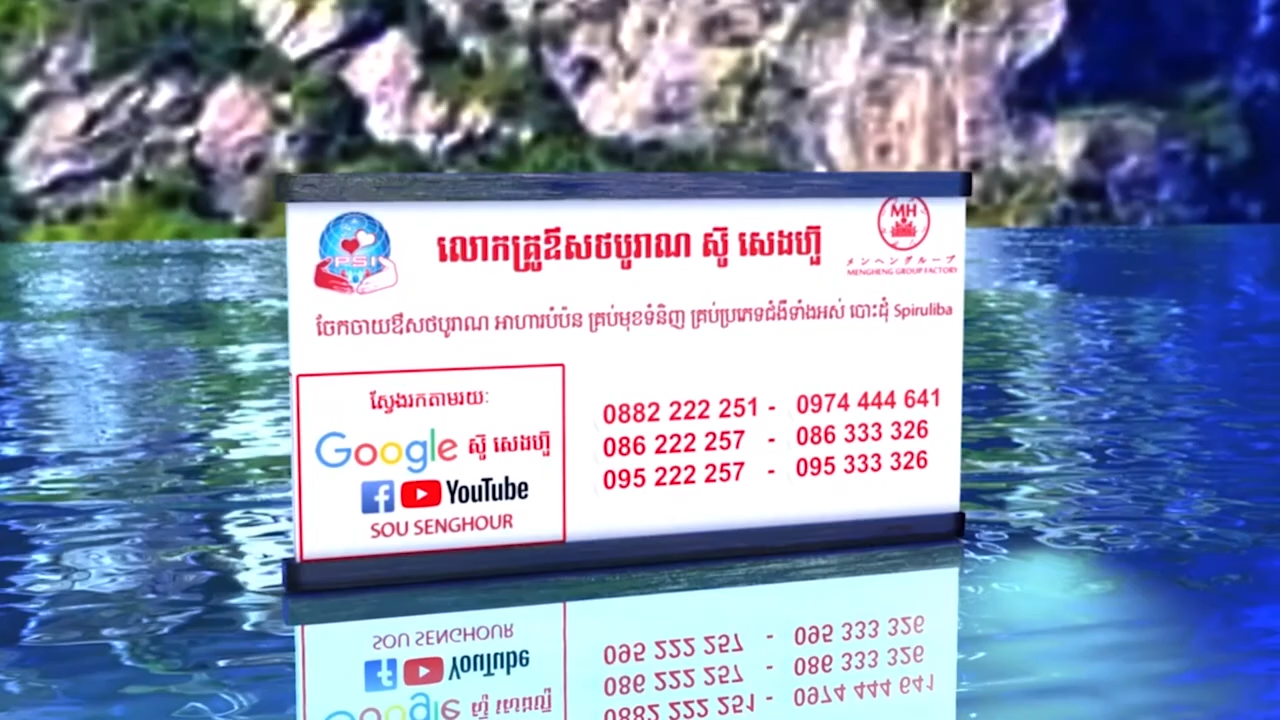 PSI
លោកគ្រូឪសថបូរាណ ស៊ូ សេងហ៊ួ
MH
メンヘングループ
MENGHENG GROUP FACTORY
ចែកចាយឱសថបូរាណ អាហារបំប៉ន គ្រប់មុខទំនិញ គ្រប់ប្រភេទជំងឺទាំងអស់ បោះដុំ Spiruliba
ស្វែងរកតាមរយៈ
Google ស៊ូ សេងហ៊ួ
YouTube
SOU SENGHOUR
0882 222 251 - 0974 444 641
086 222 257 - 086 333 326
095 222 257 - 095 333 326